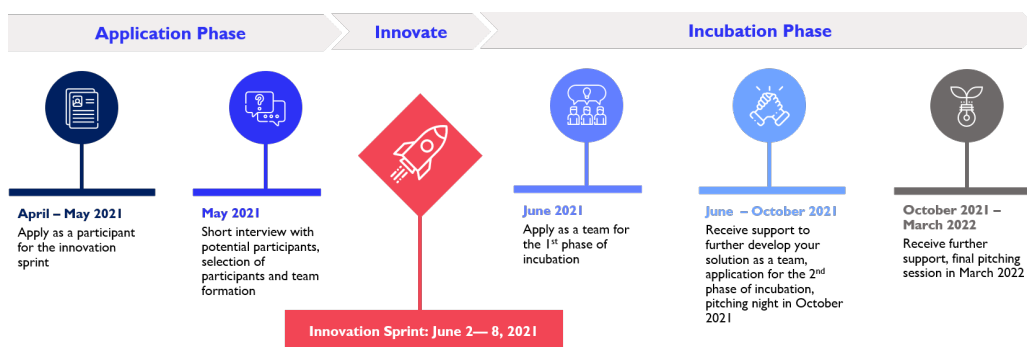 Application Phase
Innovate
Incubation Phase
April – May 2021
Apply as a participant
for the innovation
sprint
May 2021
Short interview with
potential participants,
selection of
participants and team
formation
Innovation Sprint: June 2— 8, 2021
June 2021
Apply as a team for
the 1st phase of
incubation
June – October 2021
Receive support to
further develop your
solution as a team,
application for the 2nd
phase of incubation,
pitching night in October
2021
October 2021 –
March 2022
Receive further
support, final pitching
session in March 2022